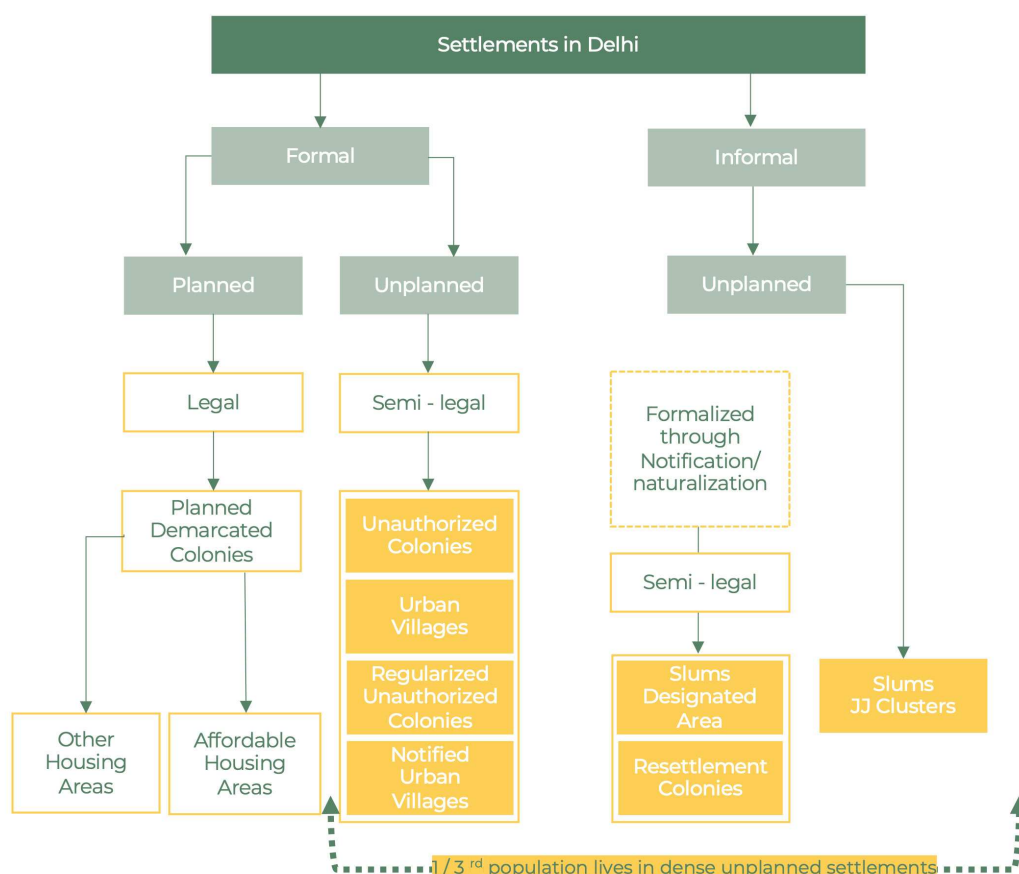 Settlements in Delhi
Formal
Informal
Planned
Unplanned
Unplanned
Legal
Semi - legal
Formalized
through
Notification/
naturalization
Planned
Demarcated
Colonies
Unauthorized
Colonies
Semi - legal
Urban
Villages
Regularized
Unauthorized
Colonies
Slums
Designated
Area
Slums
JJ Clusters
Other
Housing
Areas
Affordable
Housing
Areas
Notified
Urban
Villages
Resettlement
Colonies
1 / 3 rd population lives in dense unplanned settlements